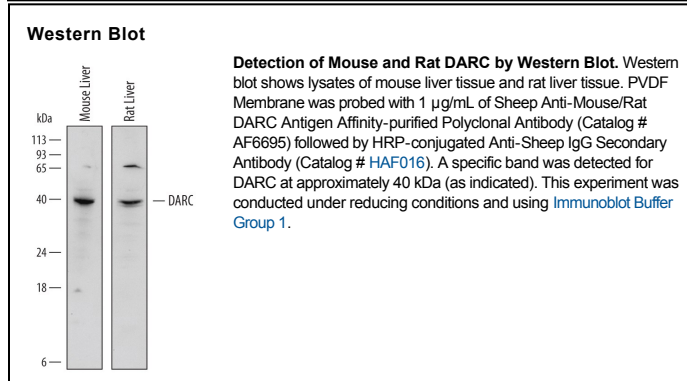 Western Blot
Mouse Liver
Rat Liver
kDa
113
93
65
40
DARC
24
18
6
Detection of Mouse and Rat DARC by Western Blot. Western
blot shows lysates of mouse liver tissue and rat liver tissue. PVDF
Membrane was probed with 1 µg/mL of Sheep Anti-Mouse/Rat
DARC Antigen Affinity-purified Polyclonal Antibody (Catalog #
AF6695) followed by HRP-conjugated Anti-Sheep IgG Secondary
Antibody (Catalog # HAF016). A specific band was detected for
DARC at approximately 40 kDa (as indicated). This experiment was
conducted under reducing conditions and using Immunoblot Buffer
Group 1.